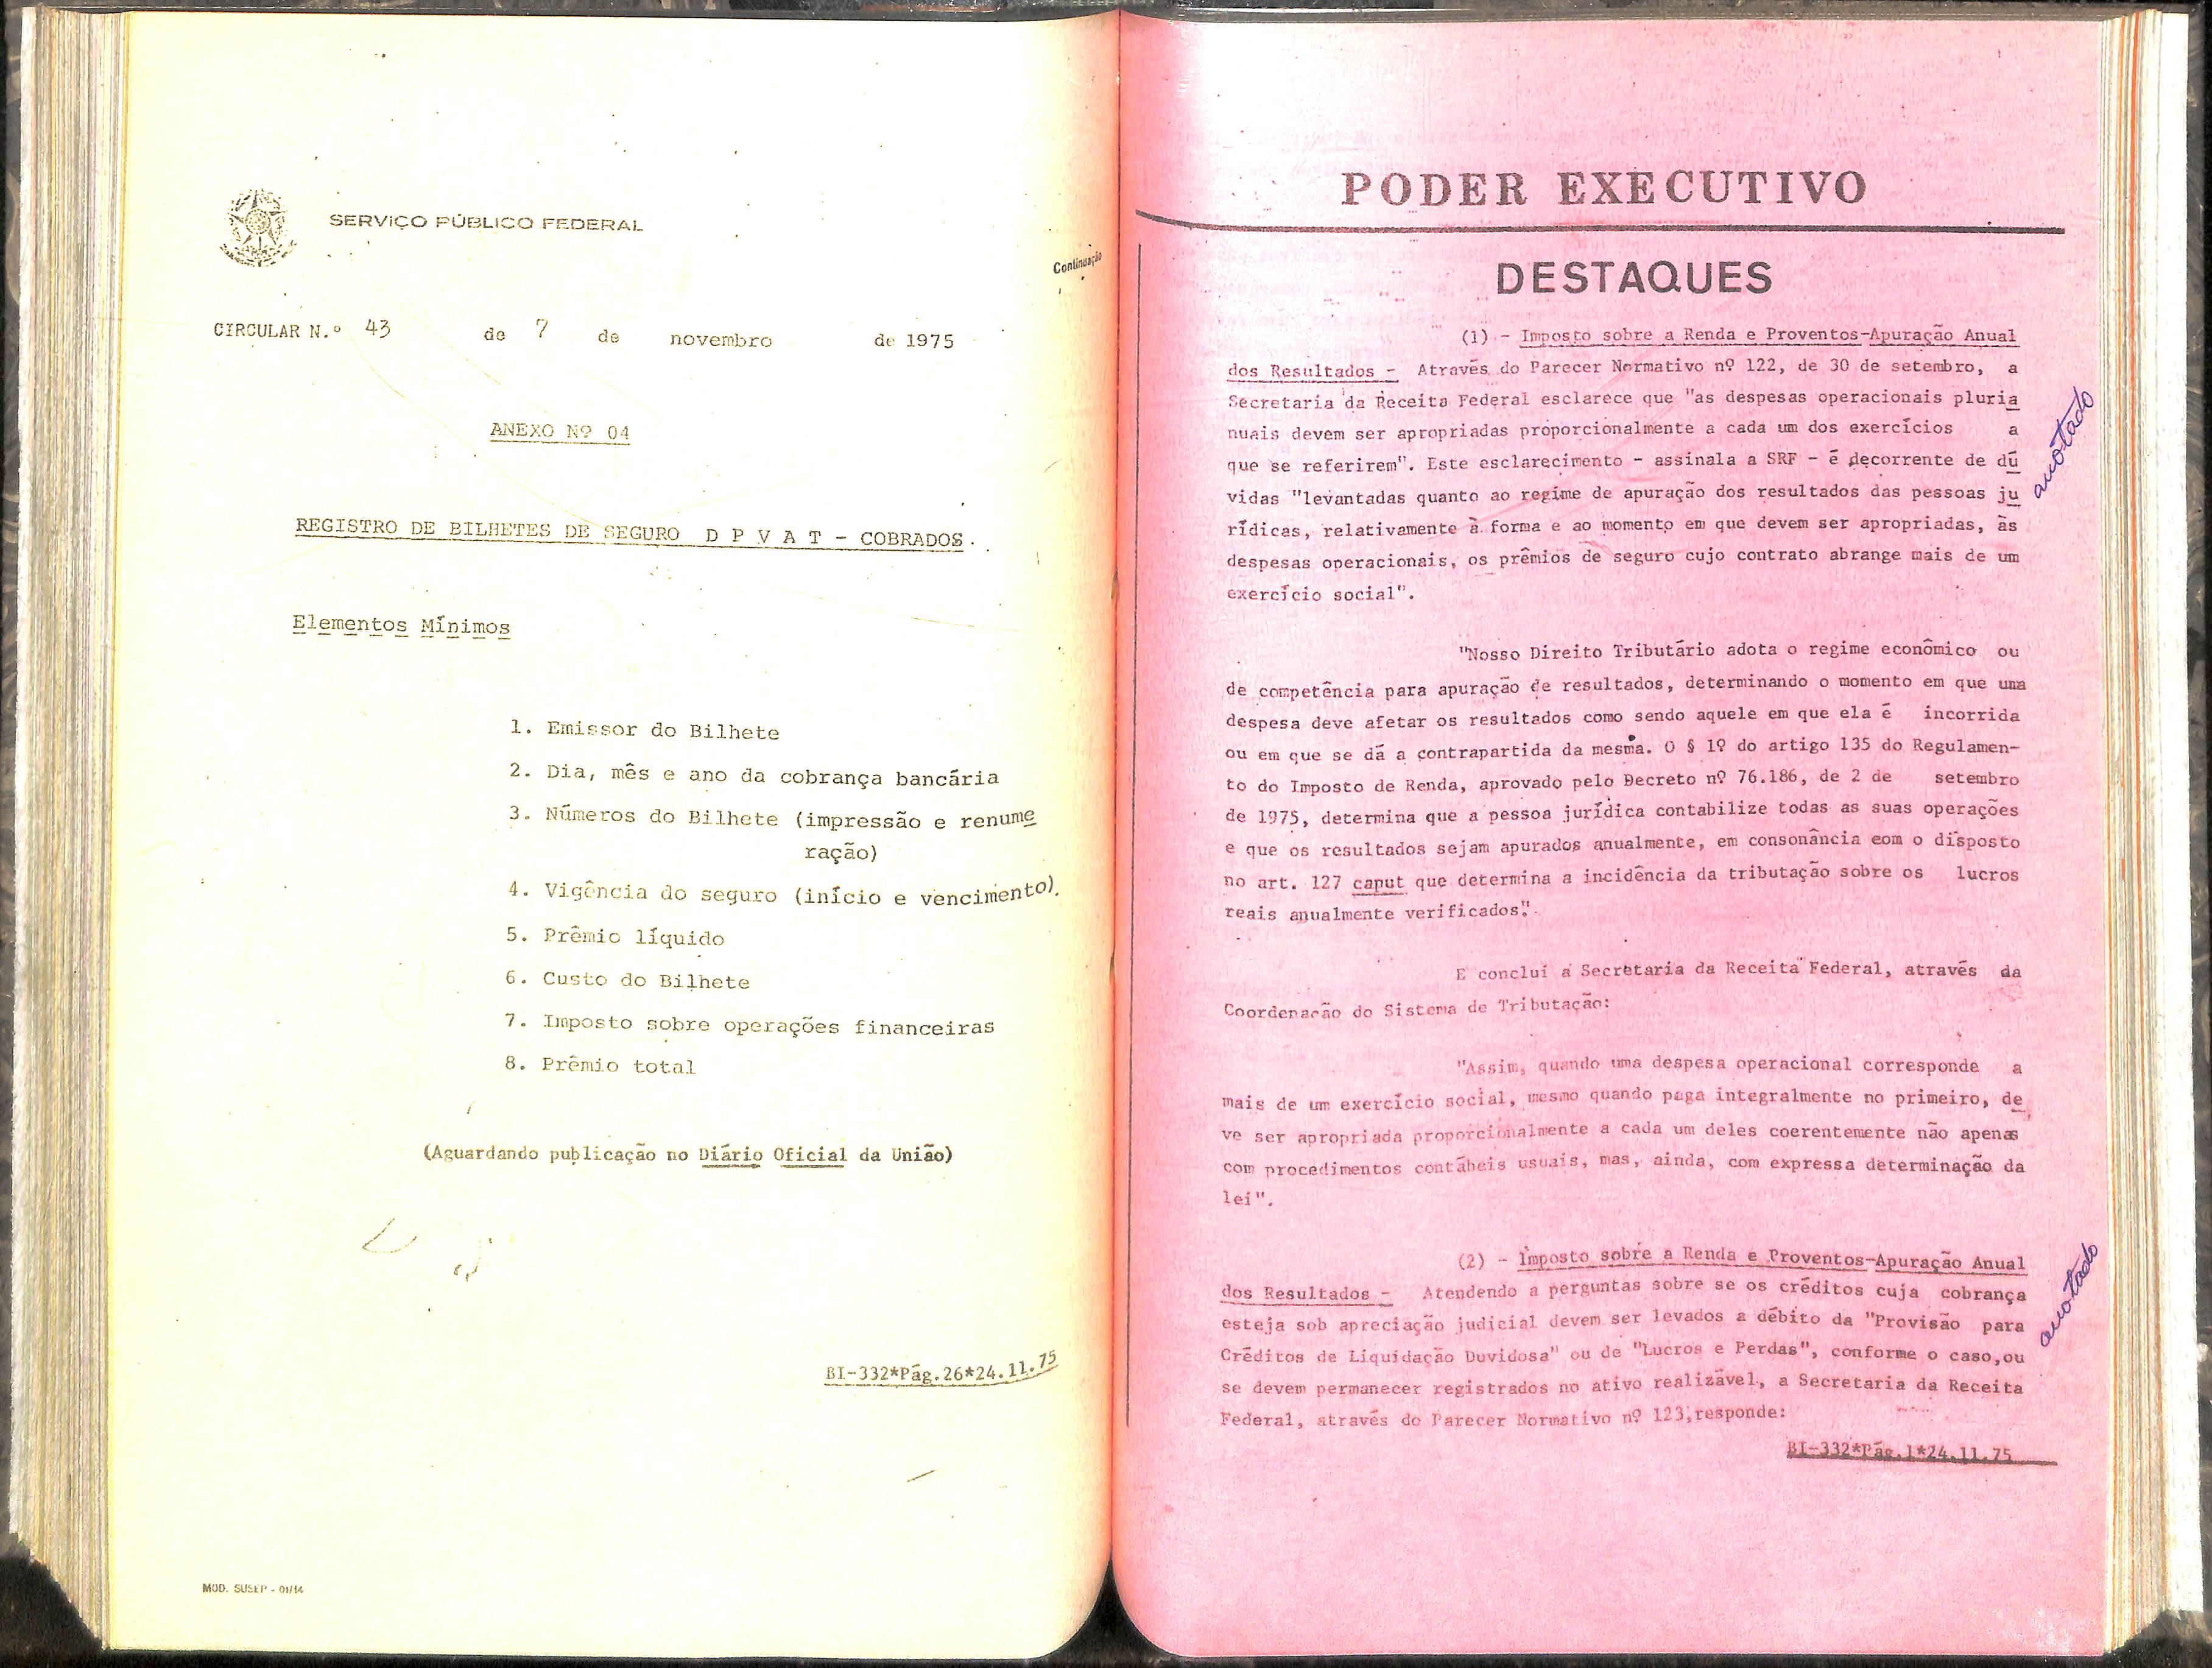 SERVIÇO PÚBLICO FEDERAL
Continuação
CIRCULAR N.º 43 de 7 de novembro de 1975
ANEXO Nº 04
REGISTRO DE BILHETES DE SEGURO D P V A T - COBRADOS.
Elementos Mínimos
1. Emissor do Bilhete
2. Dia, mês e ano da cobrança bancária
3. Números do Bilhete (impressão e renume
ração)
4. Vigência do seguro (início e vencimento).
5. Prêmio líquido
6. Custo do Bilhete
7. Imposto sobre operações financeiras
8. Prêmio total
(Aguardando publicação no Diário Oficial da União)
BI-332*Pág.26*24.11.75
MOD. SUSEP - 01/14
PODER EXECUTIVO
DESTAQUES
(1) - Imposto sobre a Renda e Proventos-Apuração Anual
dos Resultados - Através do Parecer Normativo nº 122, de 30 de setembro, a
Secretaria da Receita Federal esclarece que "as despesas operacionais pluria
nuais devem ser apropriadas proporcionalmente a cada um dos exercícios a
que se referirem". Este esclarecimento - assinala a SRF - é decorrente de dú
vidas "levantadas quanto ao regime de apuração dos resultados das pessoas ju
rídicas, relativamente à forma e ao momento em que devem ser apropriadas, às
despesas operacionais, os prêmios de seguro cujo contrato abrange mais de um
exercício social".
anotado
"Nosso Direito Tributário adota o regime econômico ou
de competência para apuração de resultados, determinando o momento em que uma
despesa deve afetar os resultados como sendo aquele em que ela é incorrida
ou em que se dá a contrapartida da mesma. O § 1º do artigo 135 do Regulamen-
to do Imposto de Renda, aprovado pelo Decreto nº 76.186, de 2 de setembro
de 1975, determina que a pessoa jurídica contabilize todas as suas operações
e que os resultados sejam apurados anualmente, em consonância com o disposto
no art. 127 caput que determina a incidência da tributação sobre os lucros
reais anualmente verificados".
E conclui a Secretaria da Receita Federal, através da
Coordenação do Sistema de Tributação:
"Assim, quando uma despesa operacional corresponde a
mais de um exercício social, mesmo quando paga integralmente no primeiro, de
ve ser apropriada proporcionalmente a cada um deles coerentemente não apenas
com procedimentos contábeis usuais, mas, ainda, com expressa determinação da
lei".
(2) - Imposto sobre a Renda e Proventos-Apuração Anual
dos Resultados - Atendendo a perguntas sobre se os créditos cuja cobrança
esteja sob apreciação judicial devem ser levados a débito da "Provisão para
Créditos de Liquidação Duvidosa" ou de "Lucros e Perdas", conforme o caso,ou
se devem permanecer registrados no ativo realizável, a Secretaria da Receita
Federal, através do Parecer Normativo nº 123,responde:
anotado
BI-332*Pág.1*24.11.75